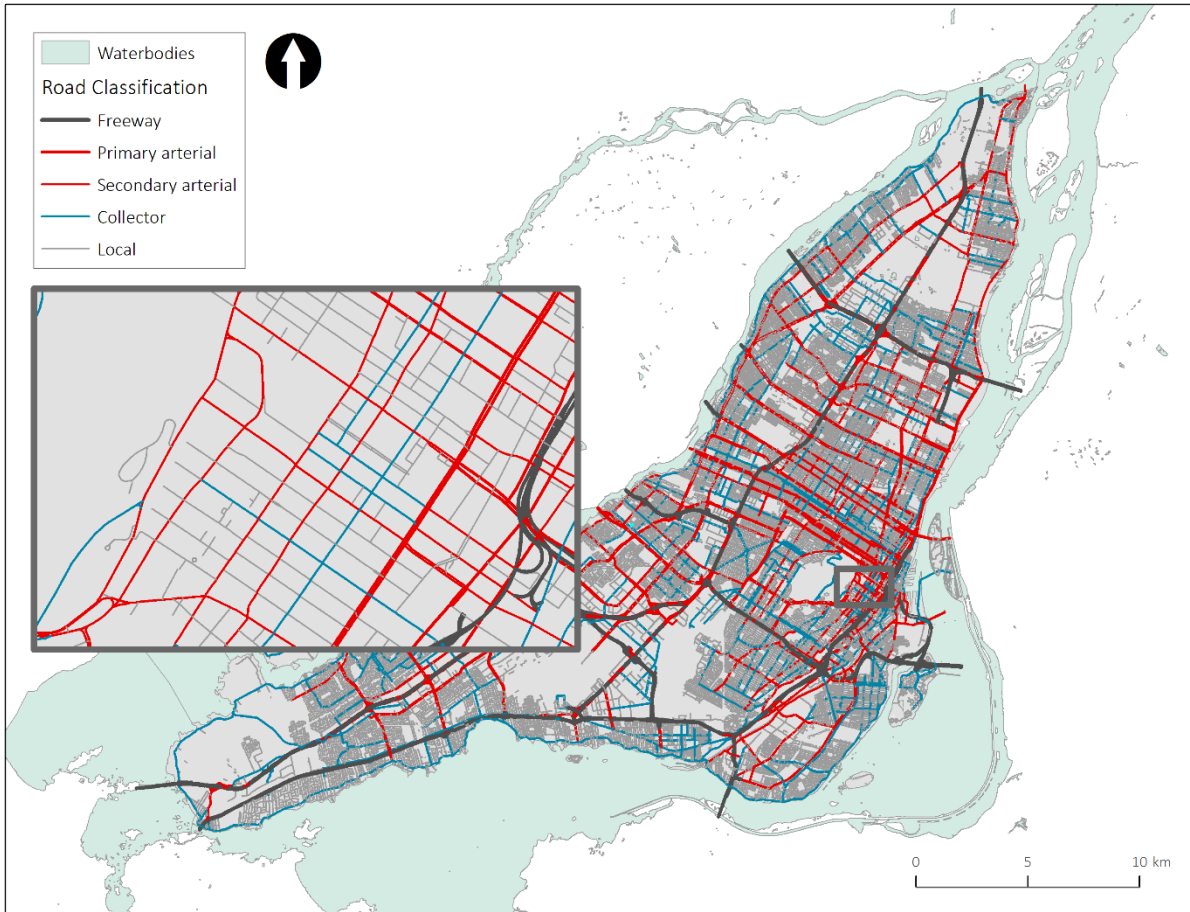 Waterbodies
Road Classification
Freeway
Primary arterial
Secondary arterial
Collector
Local
0 5 10 km